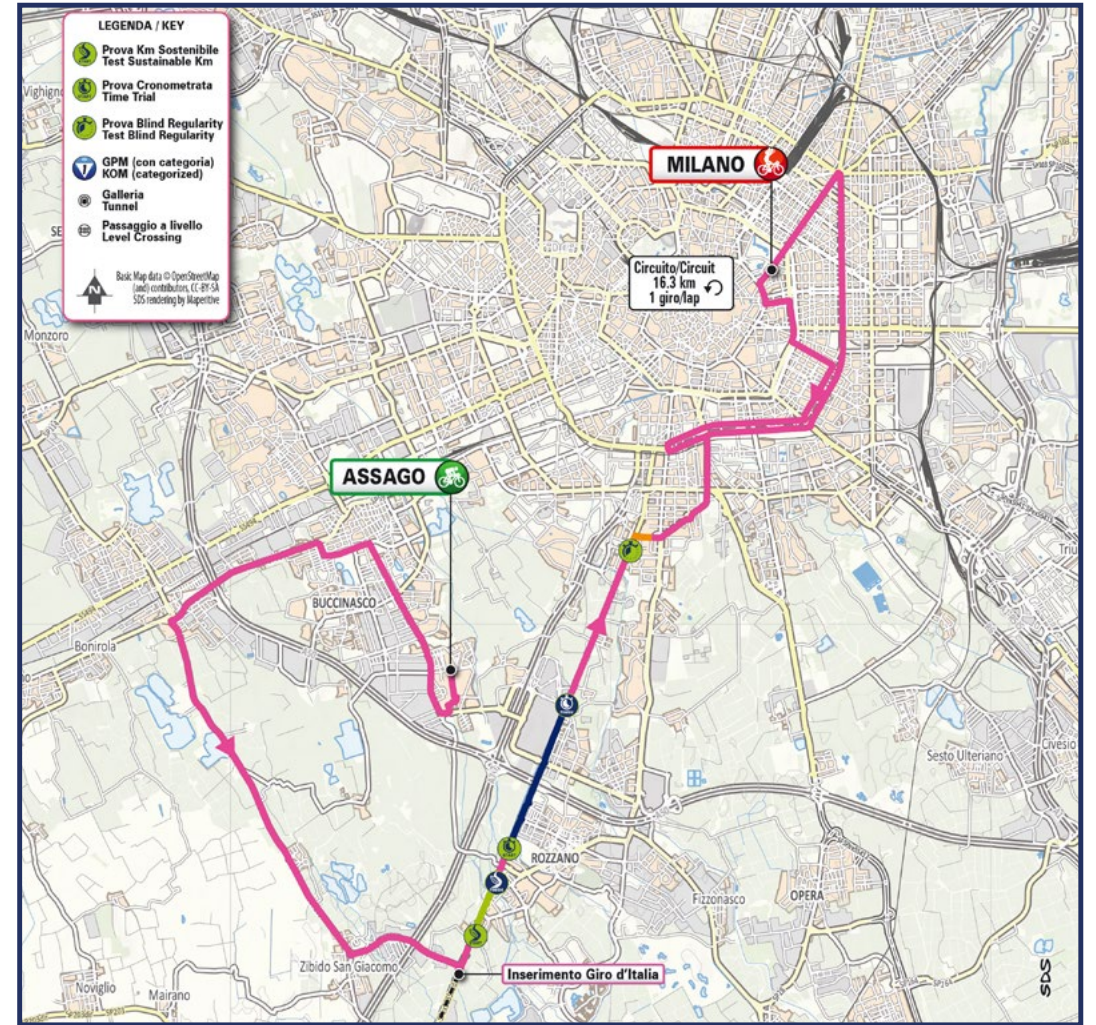 LEGENDA / KEY
Prova Km Sostenibile
Test Sustainable Km
Prova Cronometrata
Time Trial
Prova Blind Regularity
Test Blind Regularity
GPM (con categoria)
KOM (categorized)
Galleria
Tunnel
Passaggio a livello
Level Crossing
N
Basic Map data © OpenStreetMap
(and) contributors, CC-BY-SA
SDS rendering by Maperitive
Monzoro
MILANO
Circuito/Circuit
16.3 km
1 giro/lap
ASSAGO
BUCCINASCO
Bonirola
Sesto Ulteriano
Civesio
ROZZANO
OPERA
Fizzonasco
Zibido San Giacomo
Inserimento Giro d'Italia
Noviglio
Mairano
SDS